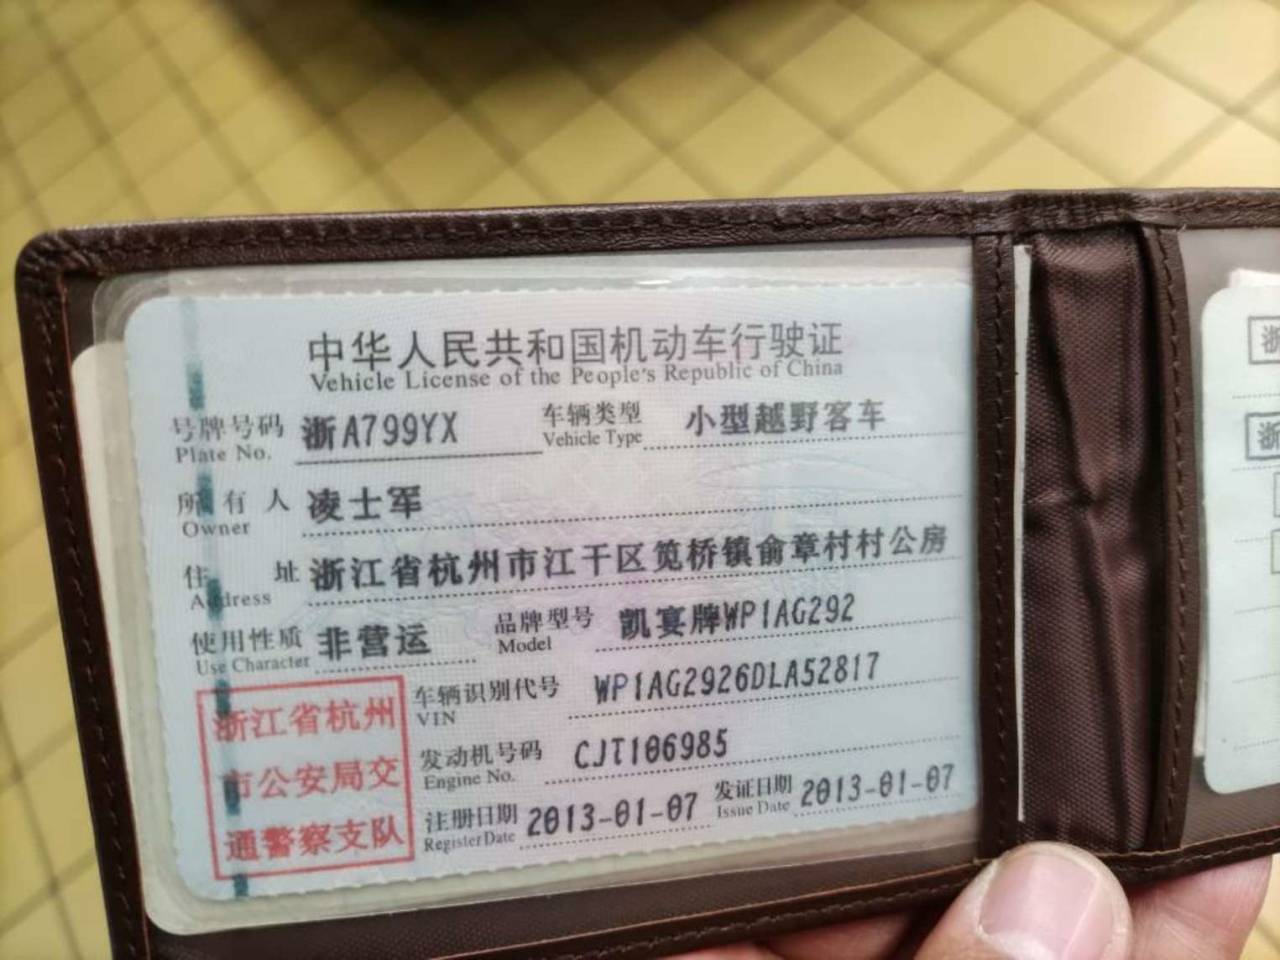 中华人民共和国机动车行驶证
Vehicle License of the People's Republic of China
号牌号码 浙A799YX 车辆类型 小型越野客车
Plate No. Vehicle Type
所有人 凌士军
Owner
住址 浙江省杭州市江干区笕桥镇俞章村村公房
Address
使用性质 非营运 品牌型号 凯宴牌WP1AG292
Use Character Model
车辆识别代号 WP1AG2926DLA52817
VIN
发动机号码 CJT106985
Engine No.
注册日期 2013-01-07 发证日期 2013-01-07
Register Date Issue Date
浙江省杭州
市公安局交
通警察支队
浙
浙